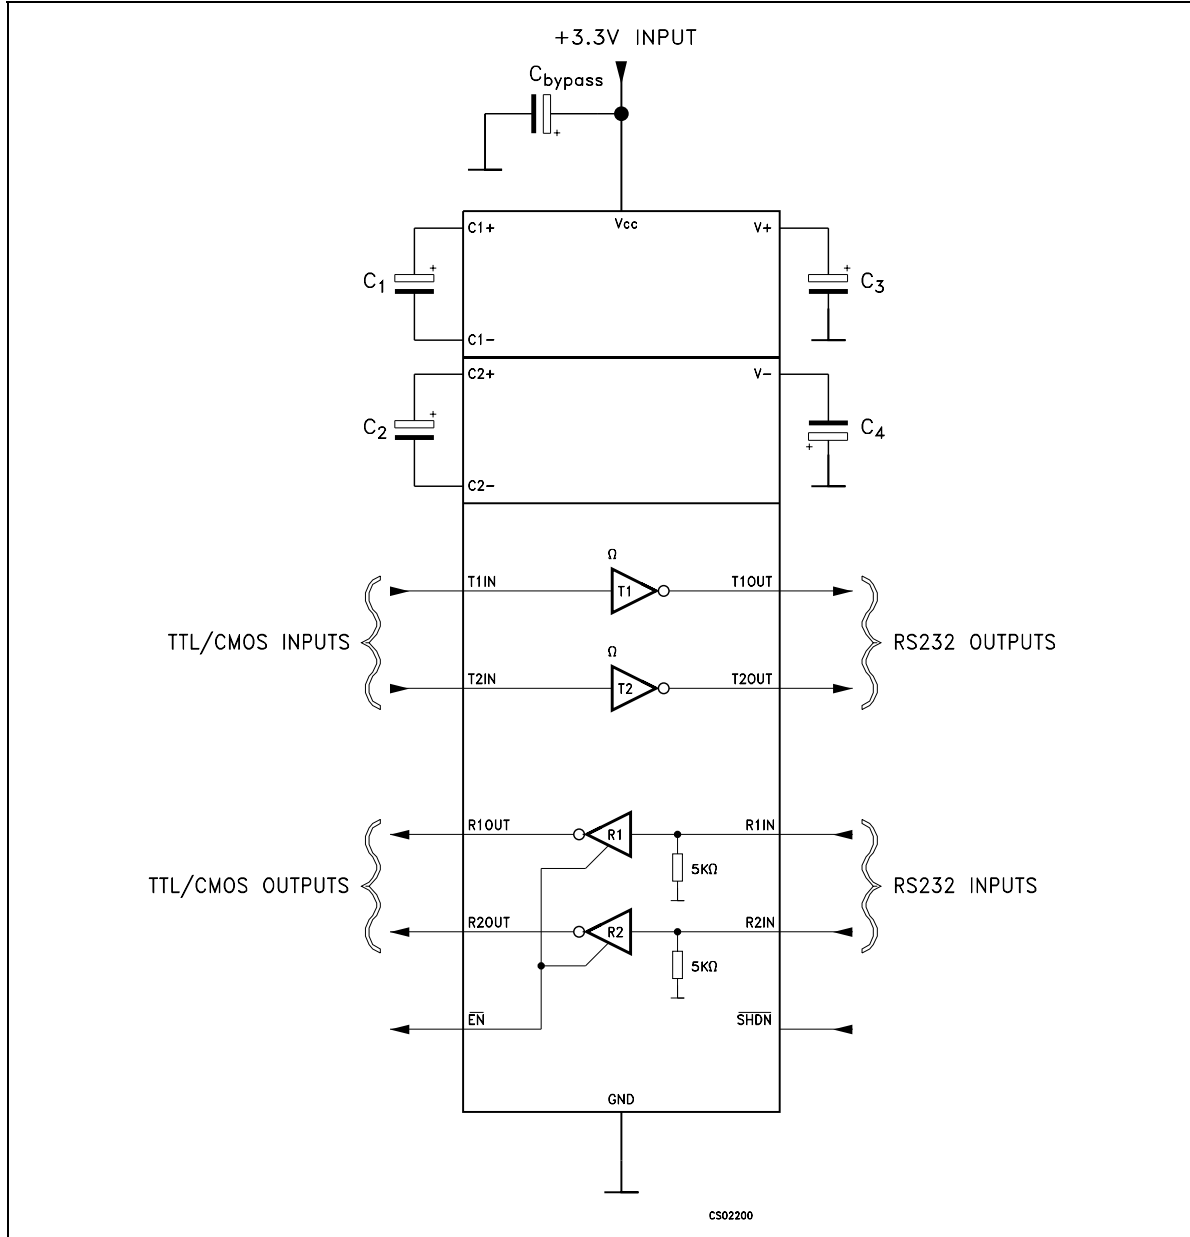 +3.3V INPUT
Cbypass
+
Vcc
C1+
V+
C1
+
+
C3
C1-
C2+
V-
C2
+
+
C4
C2-
Ω
T1IN
T1
T1OUT
TTL/CMOS INPUTS
RS232 OUTPUTS
Ω
T2IN
T2
T2OUT
R1OUT
R1
R1IN
5KΩ
TTL/CMOS OUTPUTS
RS232 INPUTS
R2OUT
R2
R2IN
5KΩ
EN
SHDN
GND
CS02200